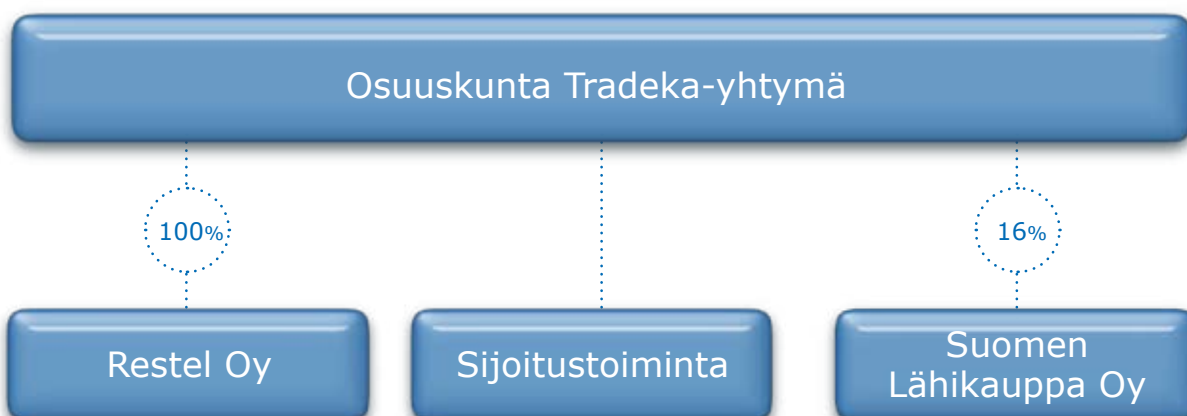 Osuuskunta Tradeka-yhtymä
100%
16%
Restel Oy
Sijoitustoiminta
Suomen
Lähikauppa Oy